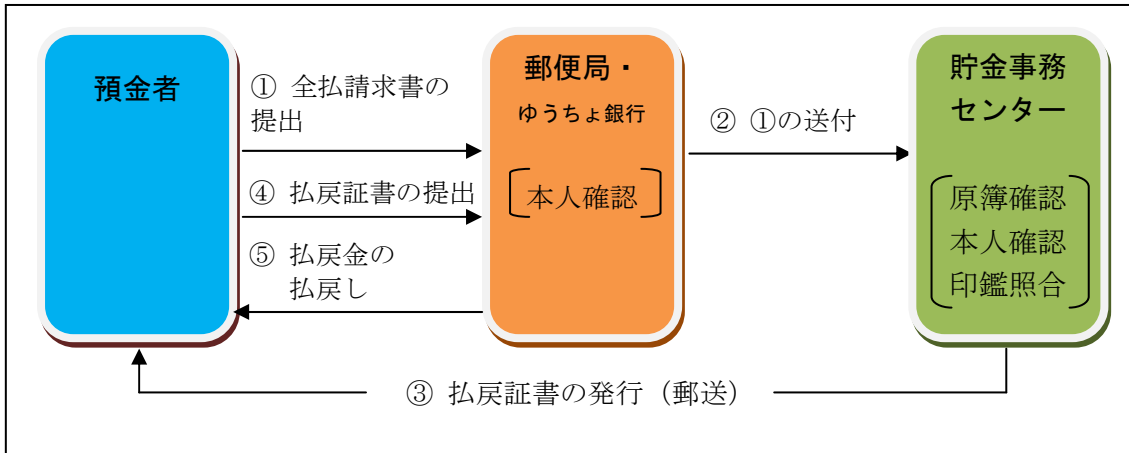 預金者
① 全払請求書の
提出
④ 払戻証書の提出
⑤ 払戻金の
払戻し
郵便局・
ゆうちょ銀行
本人確認
② ①の送付
貯金事務
センター
原簿確認
本人確認
印鑑照合
③ 払戻証書の発行（郵送）